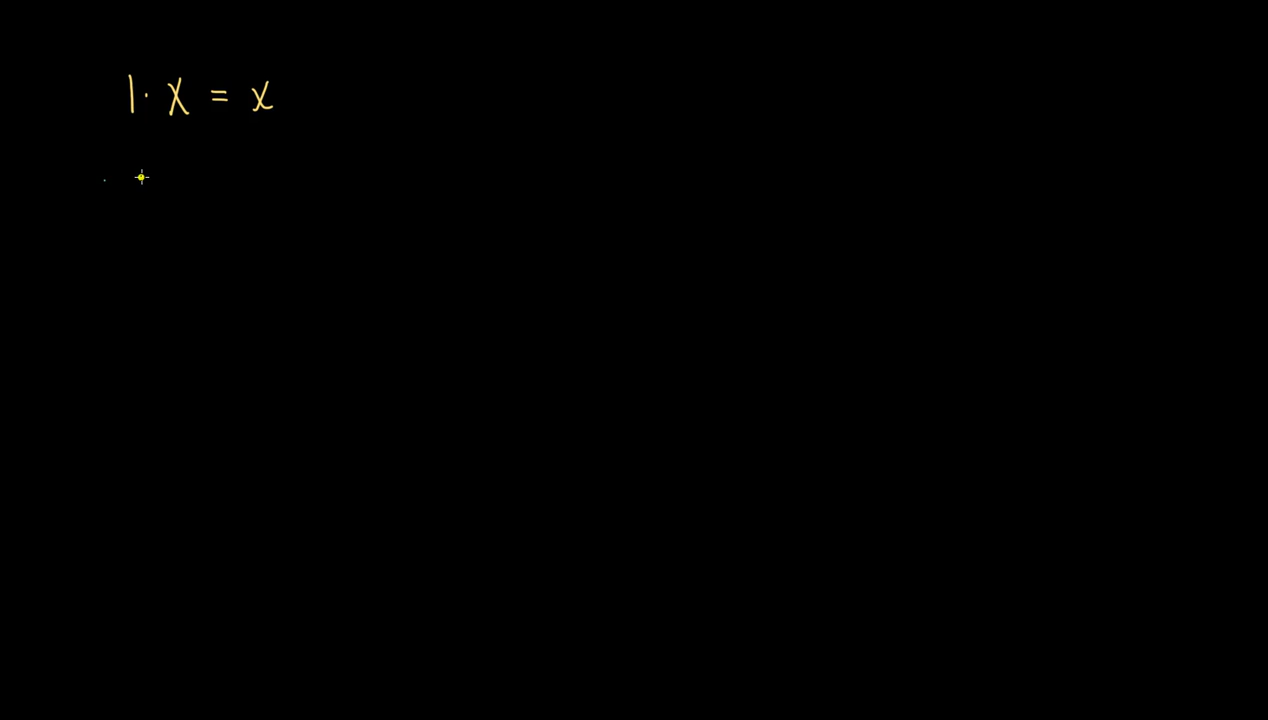 1 · x = x